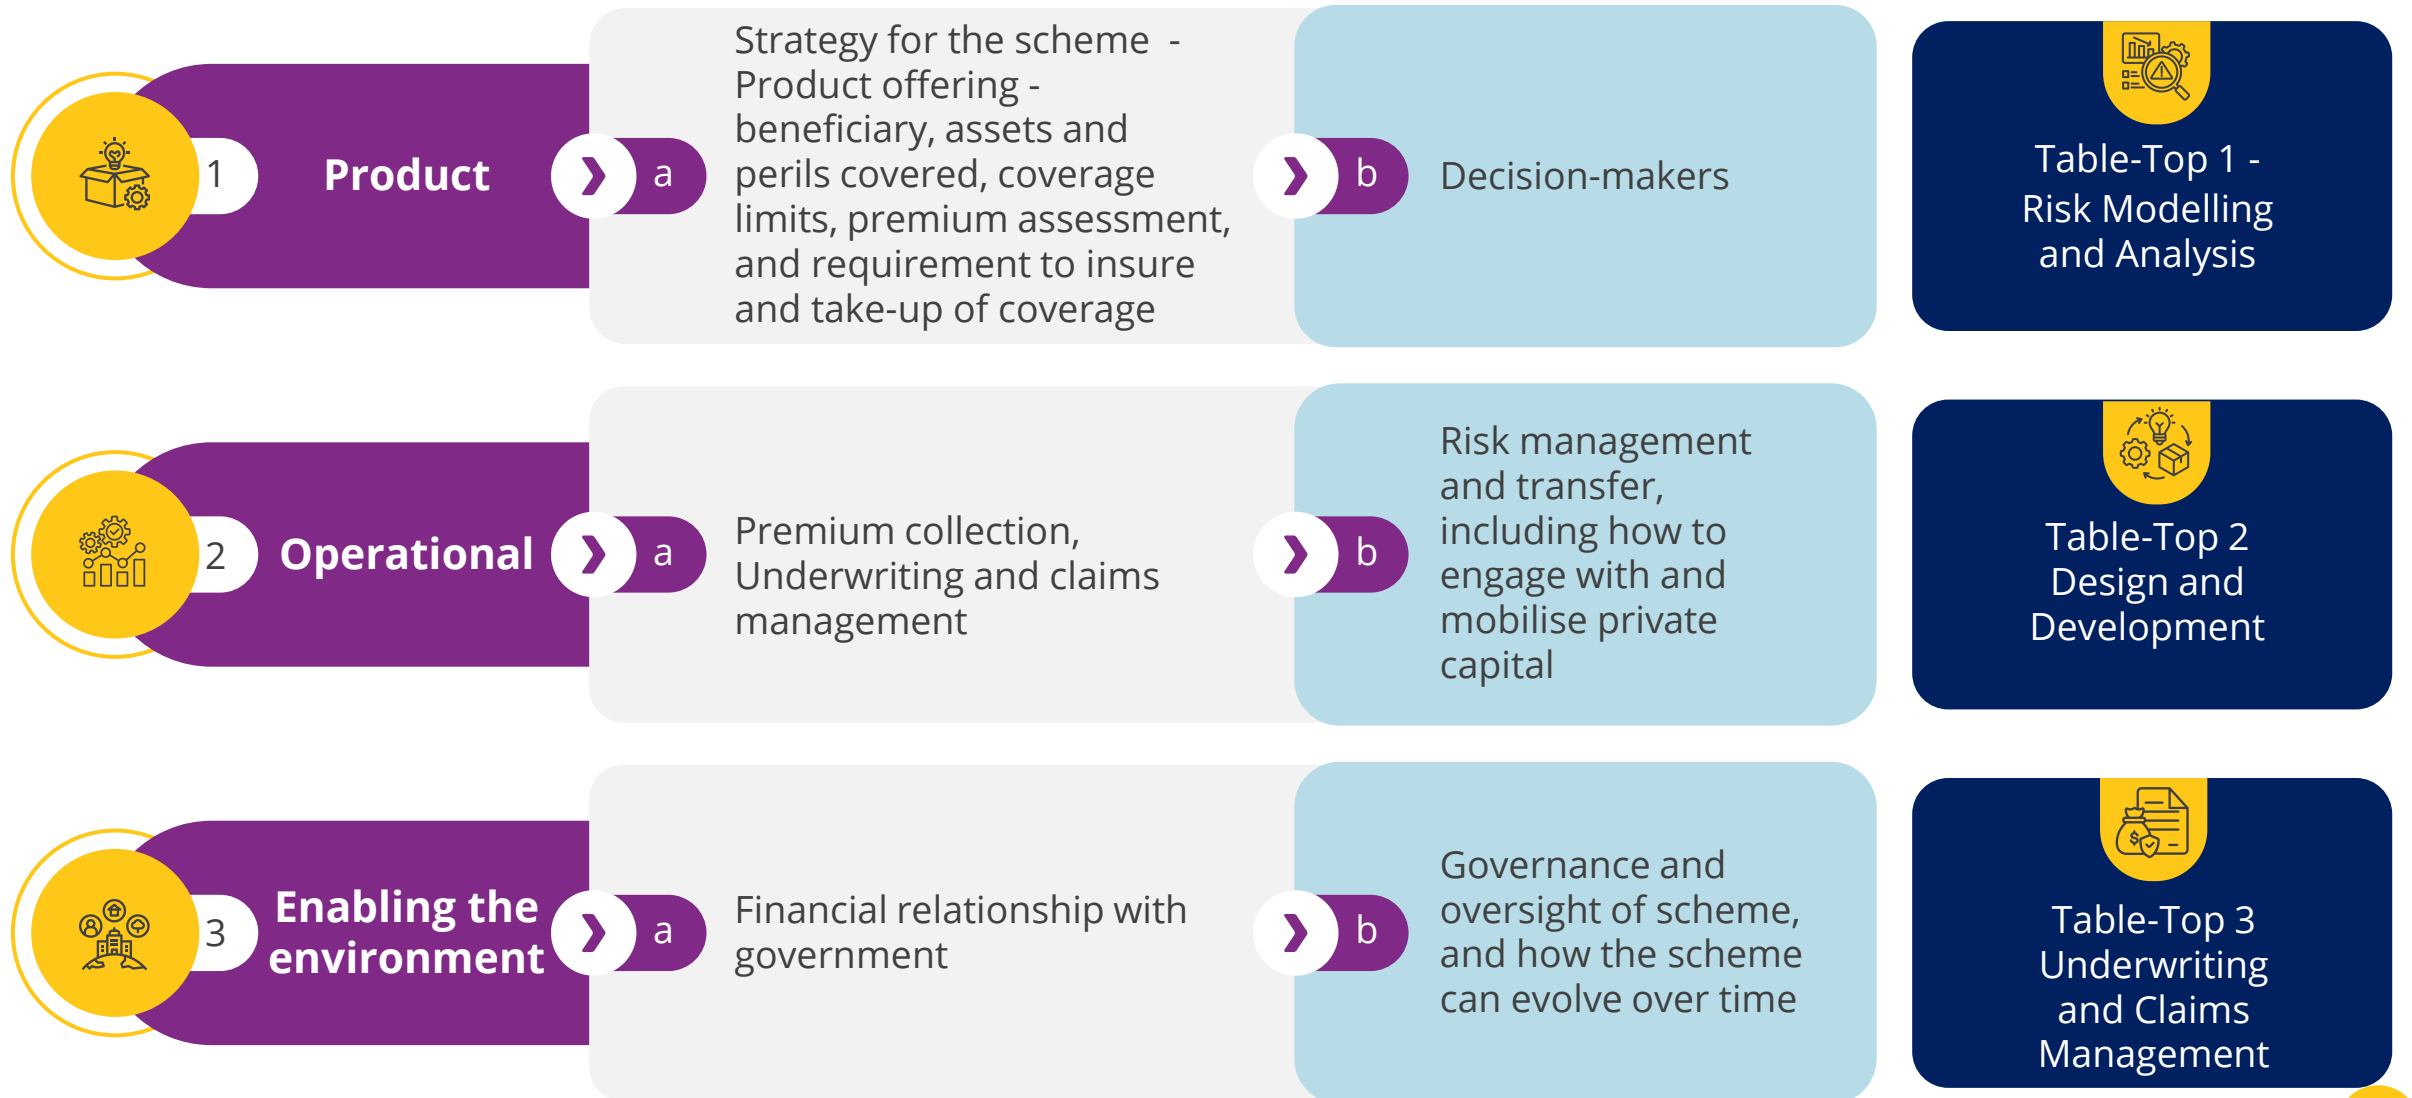 1
Product
a
Strategy for the scheme -
Product offering -
beneficiary, assets and
perils covered, coverage
limits, premium assessment,
and requirement to insure
and take-up of coverage
b
Decision-makers
Table-Top 1 -
Risk Modelling
and Analysis
2
Operational
a
Premium collection,
Underwriting and claims
management
b
Risk management
and transfer,
including how to
engage with and
mobilise private
capital
Table-Top 2
Design and
Development
3
Enabling the
environment
a
Financial relationship with
government
b
Governance and
oversight of scheme,
and how the scheme
can evolve over time
Table-Top 3
Underwriting
and Claims
Management